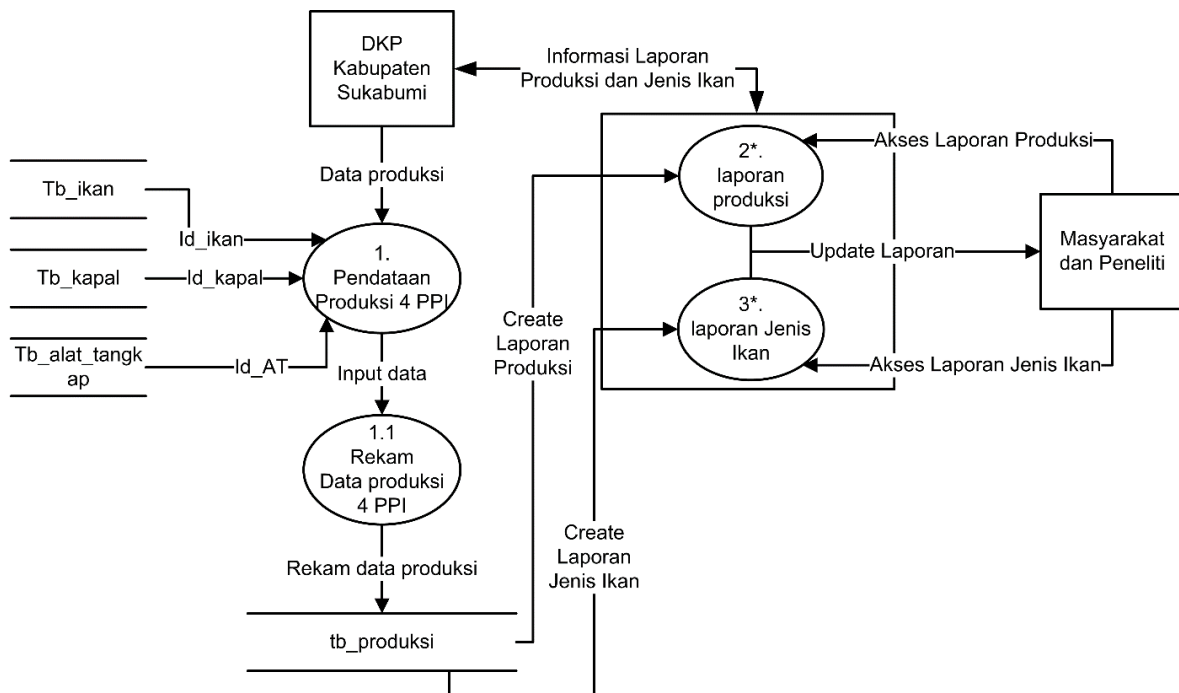 DKP
Kabupaten
Sukabumi
Informasi Laporan
Produksi dan Jenis Ikan
Data produksi
Tb_ikan
Id_ikan
Tb_kapal
Id_kapal
Tb_alat_tangk
ap
Id_AT
1.
Pendataan
Produksi 4 PPI
Input data
1.1
Rekam
Data produksi
4 PPI
Rekam data produksi
tb_produksi
Create
Laporan
Produksi
Create
Laporan
Jenis Ikan
2*.
laporan
produksi
3*.
laporan Jenis
Ikan
Akses Laporan Produksi
Update Laporan
Akses Laporan Jenis Ikan
Masyarakat
dan Peneliti